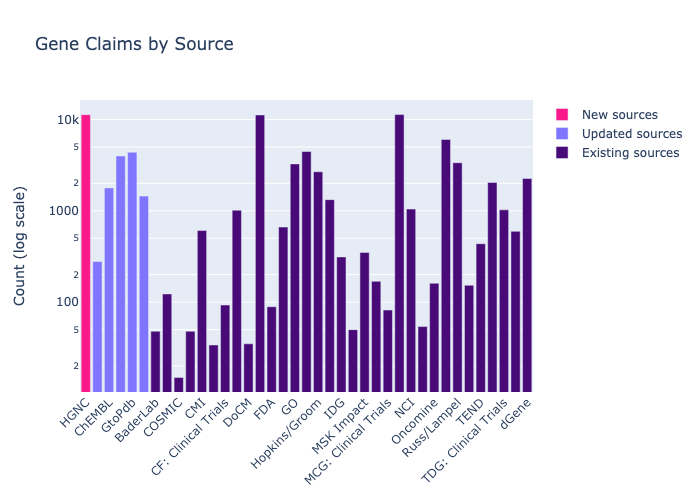 Gene Claims by Source
New sources
Updated sources
Existing sources
Count (log scale)
10k
5
2
1000
5
2
100
5
2
HGNC
ChEMBL
GtoPdb
BaderLab
COSMIC
CMI
CF: Clinical Trials
DoCM
FDA
GO
Hopkins/Groom
IDG
MSK Impact
MCG: Clinical Trials
NCI
Oncomine
Russ/Lampel
TEND
TDG: Clinical Trials
dGene